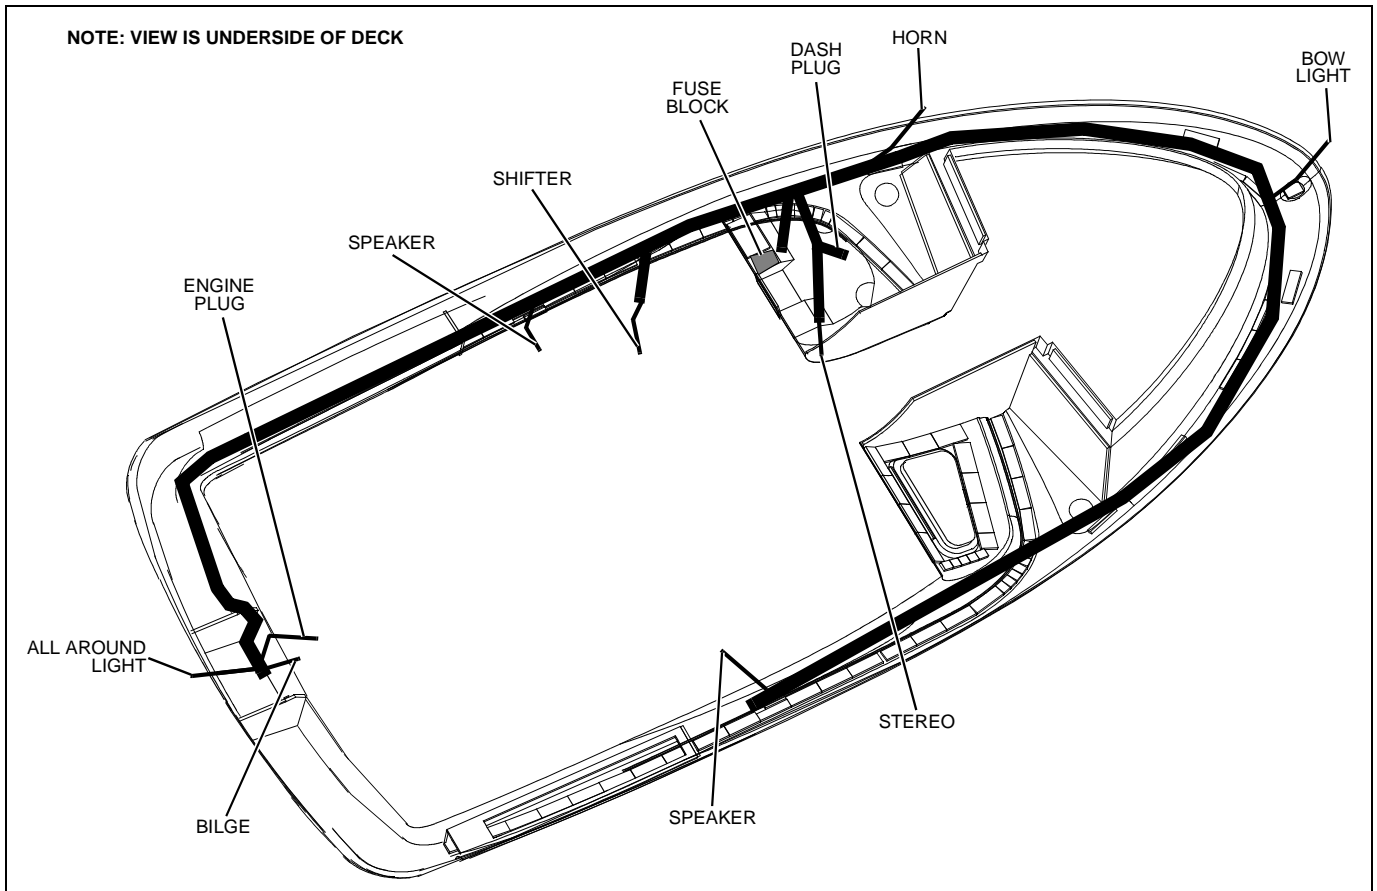 NOTE: VIEW IS UNDERSIDE OF DECK
HORN
DASH
PLUG
BOW
LIGHT
FUSE
BLOCK
SHIFTER
SPEAKER
ENGINE
PLUG
ALL AROUND
LIGHT
STEREO
SPEAKER
BILGE